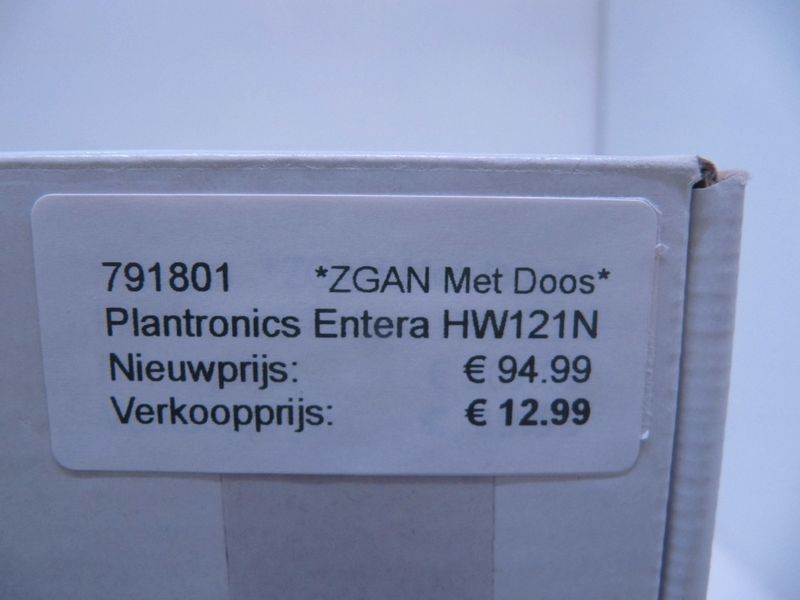 791801 *ZGAN Met Doos*
Plantronics Entera HW121N
Nieuwprijs: € 94.99
Verkoopprijs: € 12.99